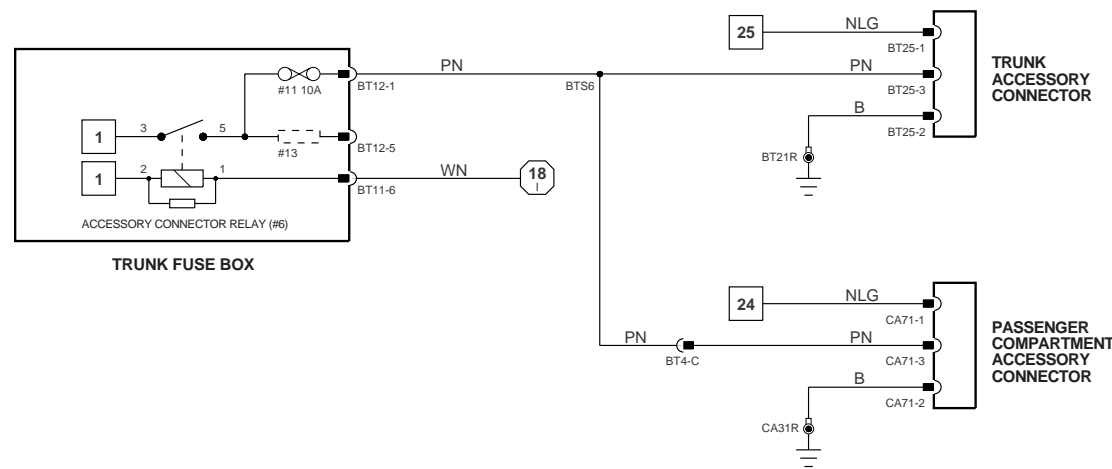 25
NLG
BT25-1
#11 10A
BT12-1
PN
BTS6
PN
BT25-3
TRUNK
ACCESSORY
CONNECTOR
1
3
5
#13
BT12-5
B
BT25-2
BT21R
1
2
1
BT11-6
WN
18
I
ACCESSORY CONNECTOR RELAY (#6)
TRUNK FUSE BOX
24
NLG
CA71-1
PN
BT4-C
PN
CA71-3
PASSENGER
COMPARTMENT
ACCESSORY
CONNECTOR
B
CA71-2
CA31R